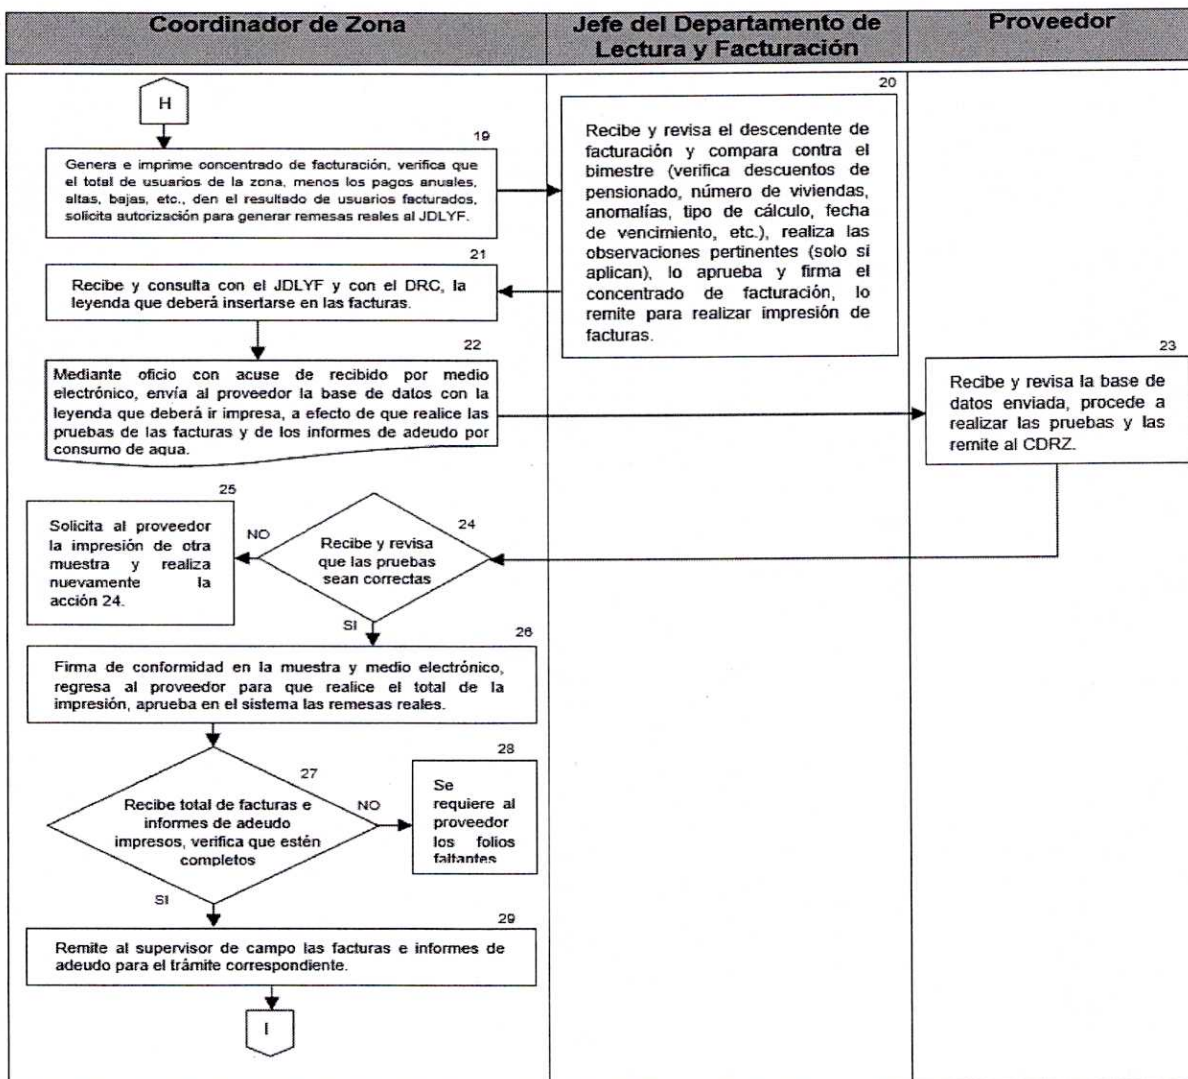 Coordinador de Zona
Jefe del Departamento de
Lectura y Facturación
Proveedor
H
19
Genera e imprime concentrado de facturación, verifica que
el total de usuarios de la zona, menos los pagos anuales,
altas, bajas, etc., den el resultado de usuarios facturados,
solicita autorización para generar remesas reales al JDLYF.
20
Recibe y revisa el descendente de
facturación y compara contra el
bimestre (verifica descuentos de
pensionado, número de viviendas,
anomalías, tipo de cálculo, fecha
de vencimiento, etc.), realiza las
observaciones pertinentes (solo si
aplican), lo aprueba y firma el
concentrado de facturación, lo
remite para realizar impresión de
facturas.
21
Recibe y consulta con el JDLYF y con el DRC, la
leyenda que deberá insertarse en las facturas.
22
Mediante oficio con acuse de recibido por medio
electrónico, envía al proveedor la base de datos con la
leyenda que deberá ir impresa, a efecto de que realice las
pruebas de las facturas y de los informes de adeudo por
consumo de agua.
23
Recibe y revisa la base de
datos enviada, procede a
realizar las pruebas y las
remite al CDRZ.
24
Recibe y revisa
que las pruebas
sean correctas
NO
25
Solicita al proveedor
la impresión de otra
muestra y realiza
nuevamente la
acción 24.
SI
26
Firma de conformidad en la muestra y medio electrónico,
regresa al proveedor para que realice el total de la
impresión, aprueba en el sistema las remesas reales.
27
Recibe total de facturas e
informes de adeudo
impresos, verifica que estén
completos
NO
28
Se
requiere al
proveedor
los folios
faltantes
SI
29
Remite al supervisor de campo las facturas e informes de
adeudo para el trámite correspondiente.
I